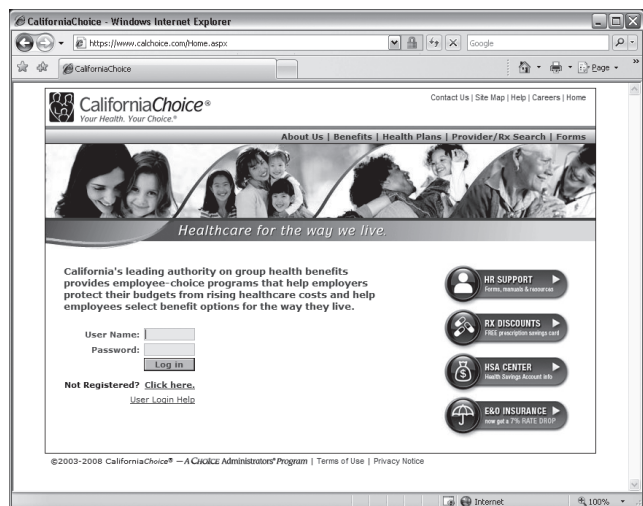 CaliforniaChoice - Windows Internet Explorer
https://www.calchoice.com/Home.aspx
Google
CaliforniaChoice
Page
»
CaliforniaChoice®
Your Health. Your Choice.®
Contact Us | Site Map | Help | Careers | Home
About Us | Benefits | Health Plans | Provider/Rx Search | Forms
Healthcare for the way we live.
California's leading authority on group health benefits
provides employee-choice programs that help employers
protect their budgets from rising healthcare costs and help
employees select benefit options for the way they live.
User Name:
Password:
Log in
Not Registered? Click here.
User Login Help
HR SUPPORT
Forms, manuals & resources
RX DISCOUNTS
FREE prescription savings card
HSA CENTER
Health Savings Account info
E&O INSURANCE
now get a 7% RATE DROP
©2003-2008 CaliforniaChoice® — A CHOICE Administrators® Program | Terms of Use | Privacy Notice
Internet
100%